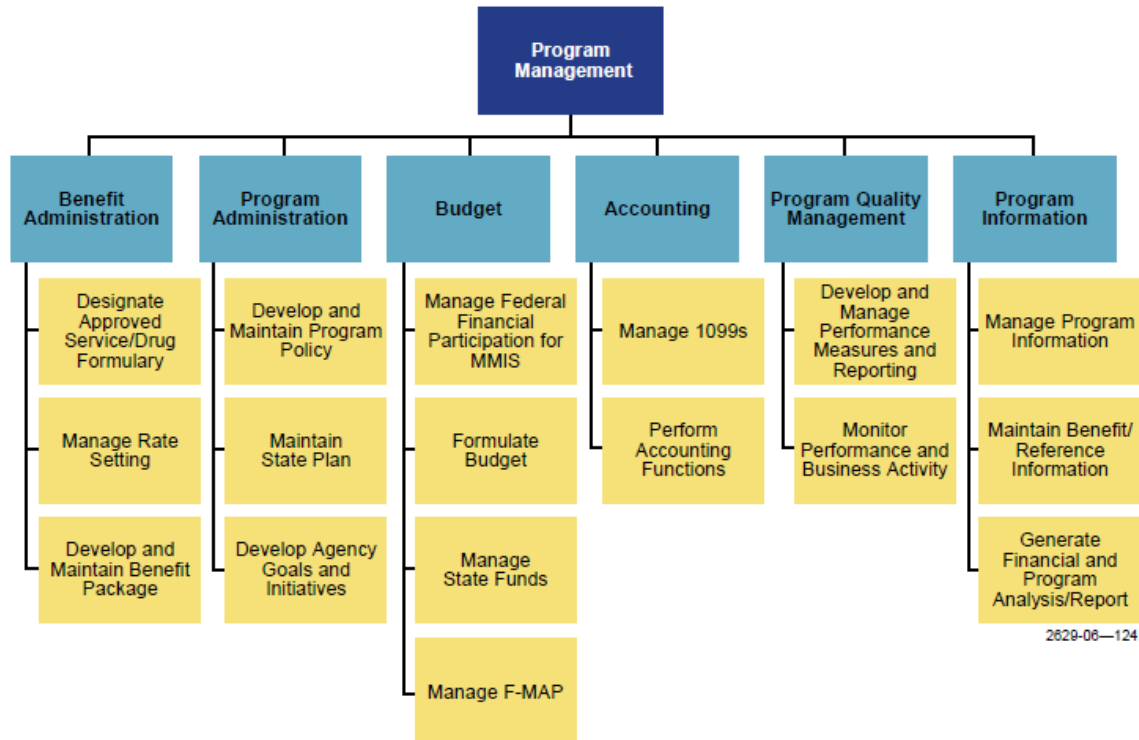 Program
Management
Benefit
Administration
Program
Administration
Budget
Accounting
Program Quality
Management
Program
Information
Designate
Approved
Service/Drug
Formulary
Manage Rate
Setting
Develop and
Maintain Benefit
Package
Develop and
Maintain Program
Policy
Maintain
State Plan
Develop Agency
Goals and
Initiatives
Manage Federal
Financial
Participation for
MMIS
Formulate
Budget
Manage
State Funds
Manage F-MAP
Manage 1099s
Perform
Accounting
Functions
Develop and
Manage
Performance
Measures and
Reporting
Monitor
Performance and
Business Activity
Manage Program
Information
Maintain Benefit/
Reference
Information
Generate
Financial and
Program
Analysis/Report
2629-06—124